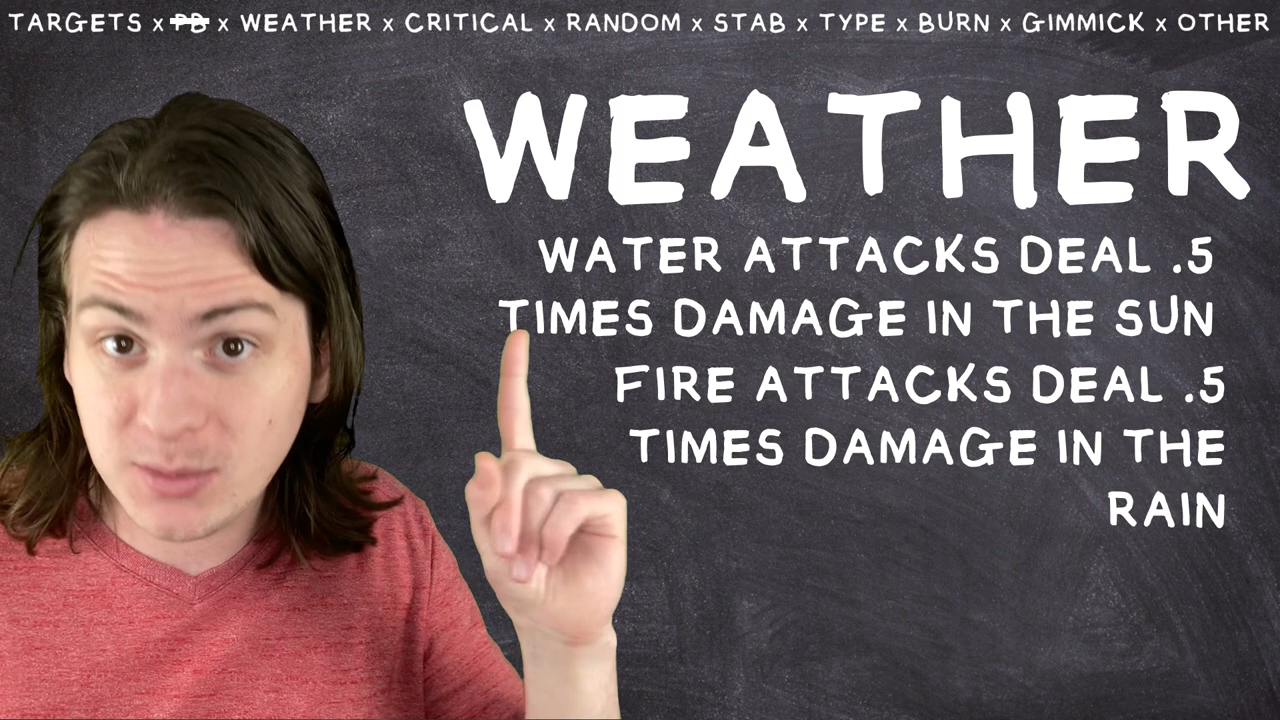 TARGETS x PB x WEATHER x CRITICAL x RANDOM x STAB x TYPE x BURN x GIMMICK x OTHER
WEATHER
WATER ATTACKS DEAL .5
TIMES DAMAGE IN THE SUN
FIRE ATTACKS DEAL .5
TIMES DAMAGE IN THE
RAIN